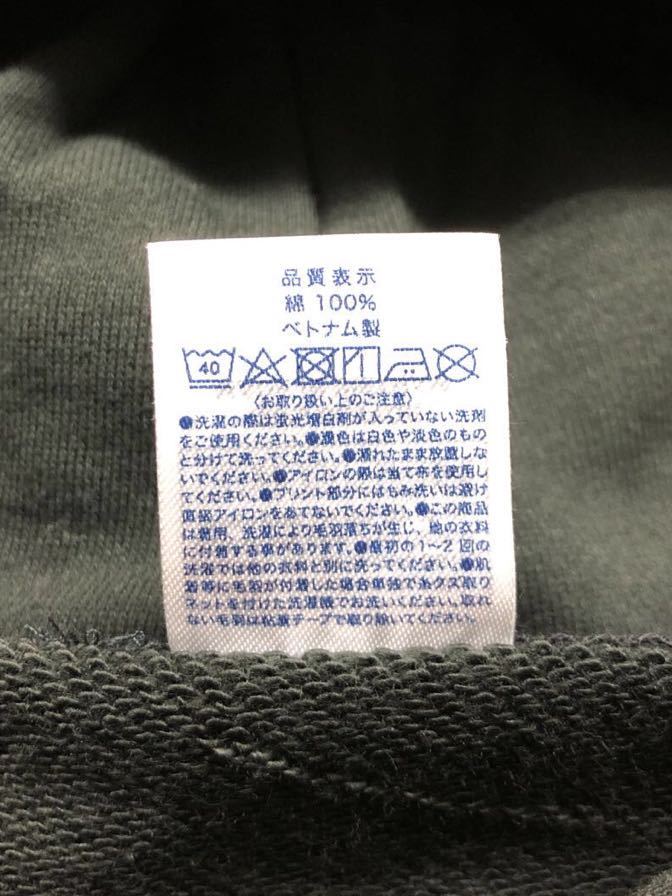 品質表示
綿 100%
ベトナム製
40
〈お取り扱い上のご注意〉
●洗濯の際は蛍光増白剤が入っていない洗剤
をご使用ください。●濃色は白色や淡色のもの
と分けて洗ってください。●濡れたまま放置しな
いでください。●アイロンの際は当て布を使用し
てください。●プリント部分にはもみ洗いは避け
直接アイロンをあてないでください。●この商品
は着用、洗濯により毛羽落ちが生じ、他の衣料
に付着する事があります。●最初の1〜2回の
洗濯では他の衣料と別に洗ってください。●肌
着等に毛羽が付着した場合単独で糸クズ取り
マットを付けた洗濯機でお洗いください。取れ
ない毛羽は粘着テープで取り除いてください。